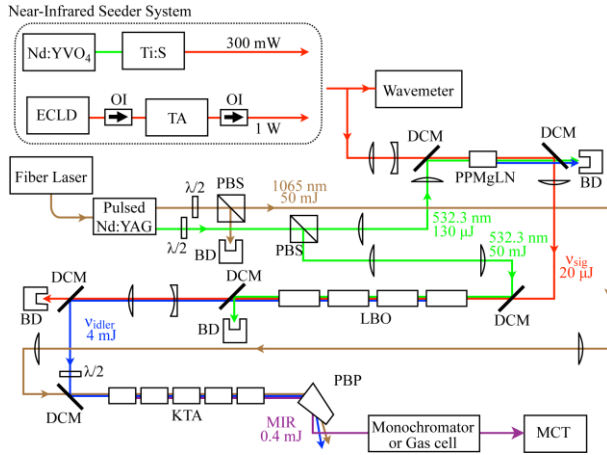 Near-Infrared Seeder System
Nd:YVO₄
Ti:S
300 mW
ECLD
OI
TA
OI
1 W
Wavemeter
DCM
DCM
PPMgLN
BD
Fiber Laser
Pulsed
Nd:YAG
λ/2
λ/2
PBS
1065 nm
50 mJ
BD
PBS
532.3 nm
130 μJ
532.3 nm
50 mJ
νsig
20 μJ
DCM
BD
DCM
BD
LBO
DCM
νidler
4 mJ
λ/2
DCM
KTA
PBP
MIR
0.4 mJ
Monochromator
or Gas cell
MCT